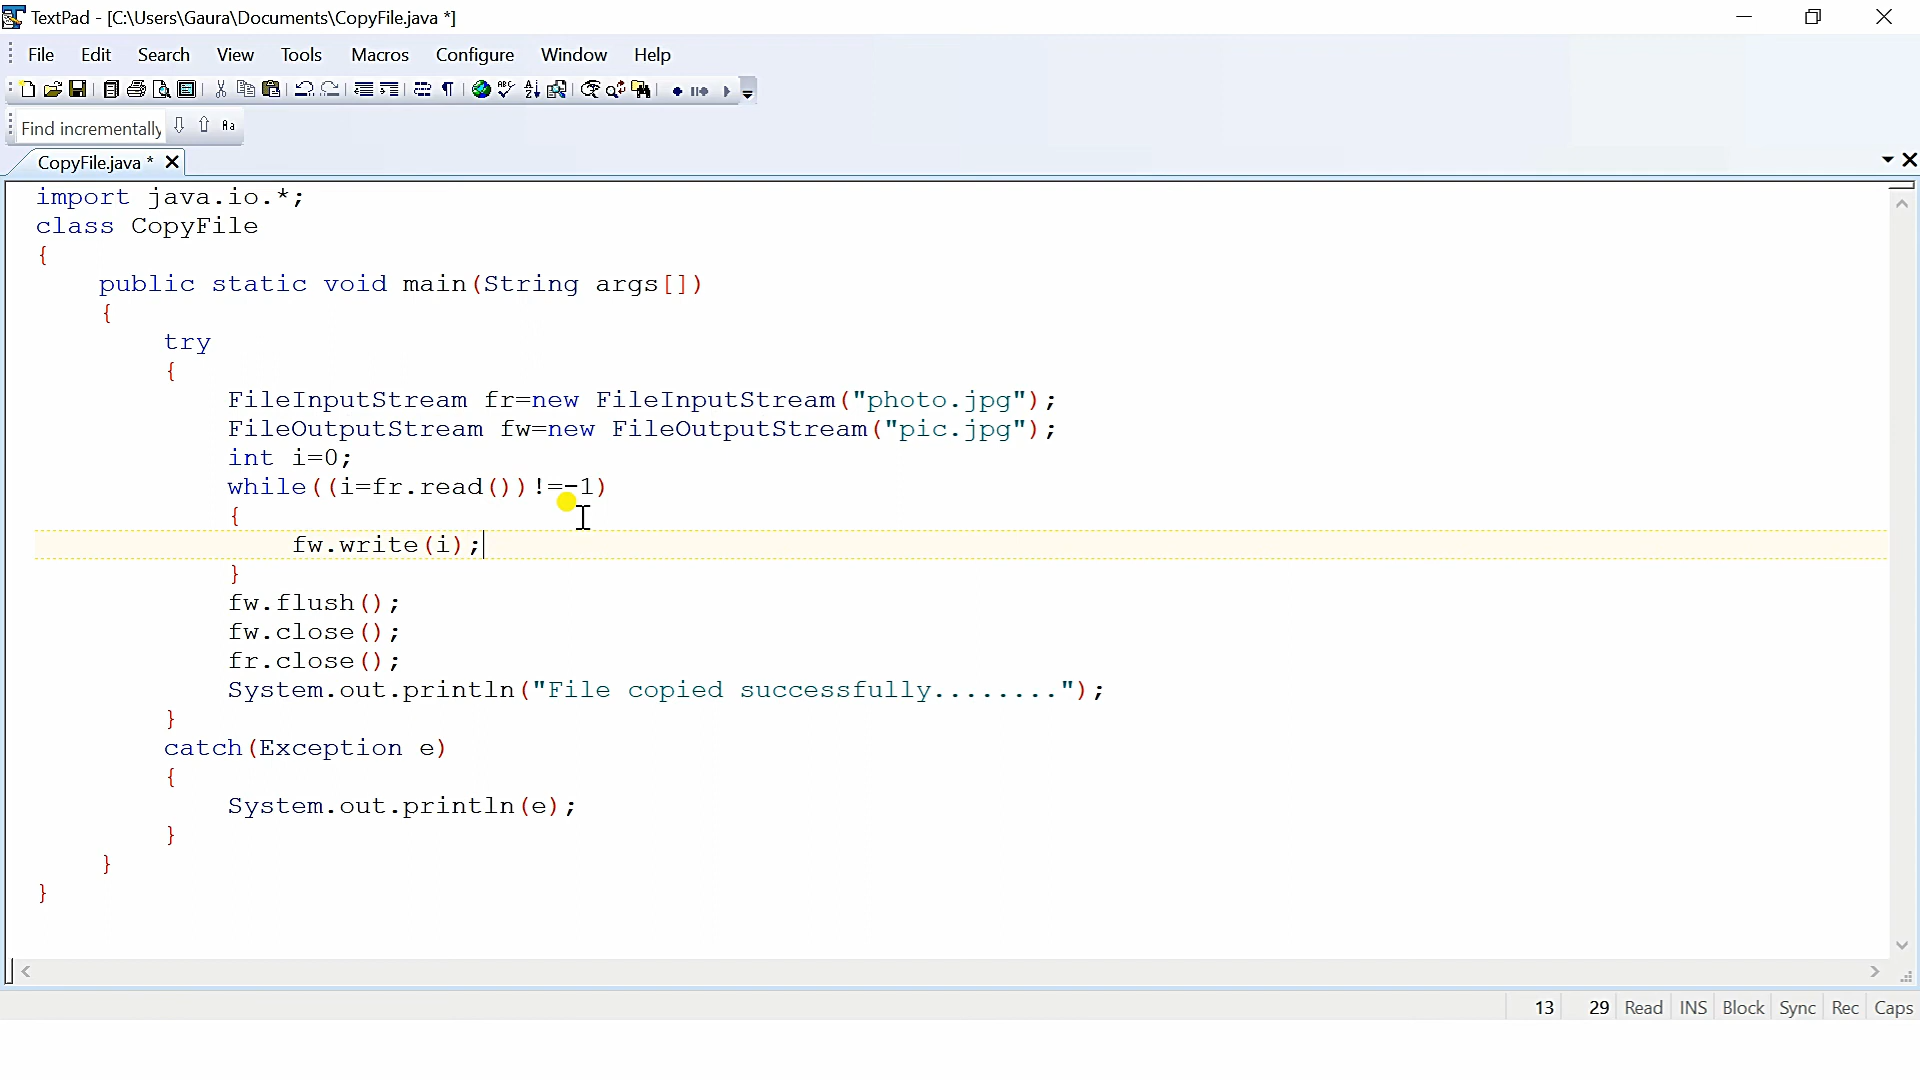 TextPad - [C:\Users\Gaura\Documents\CopyFile.java *]
File Edit Search View Tools Macros Configure Window Help
Find incrementally
CopyFile.java *
import java.io.*;
class CopyFile
{
public static void main(String args[])
{
try
{
FileInputStream fr=new FileInputStream("photo.jpg");
FileOutputStream fw=new FileOutputStream("pic.jpg");
int i=0;
while((i=fr.read())!=-1)
{
fw.write(i);
}
fw.flush();
fw.close();
fr.close();
System.out.println("File copied successfully........");
}
catch(Exception e)
{
System.out.println(e);
}
}
}
13 29 Read INS Block Sync Rec Caps